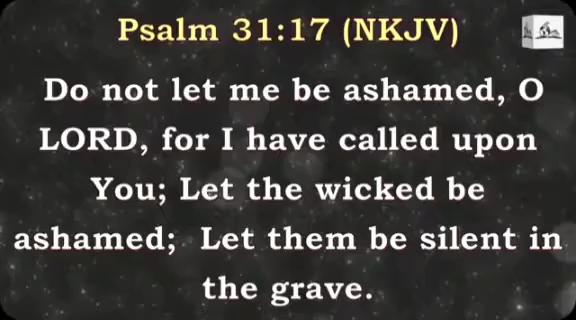 Psalm 31:17 (NKJV)
Do not let me be ashamed, O
LORD, for I have called upon
You; Let the wicked be
ashamed;  Let them be silent in
the grave.